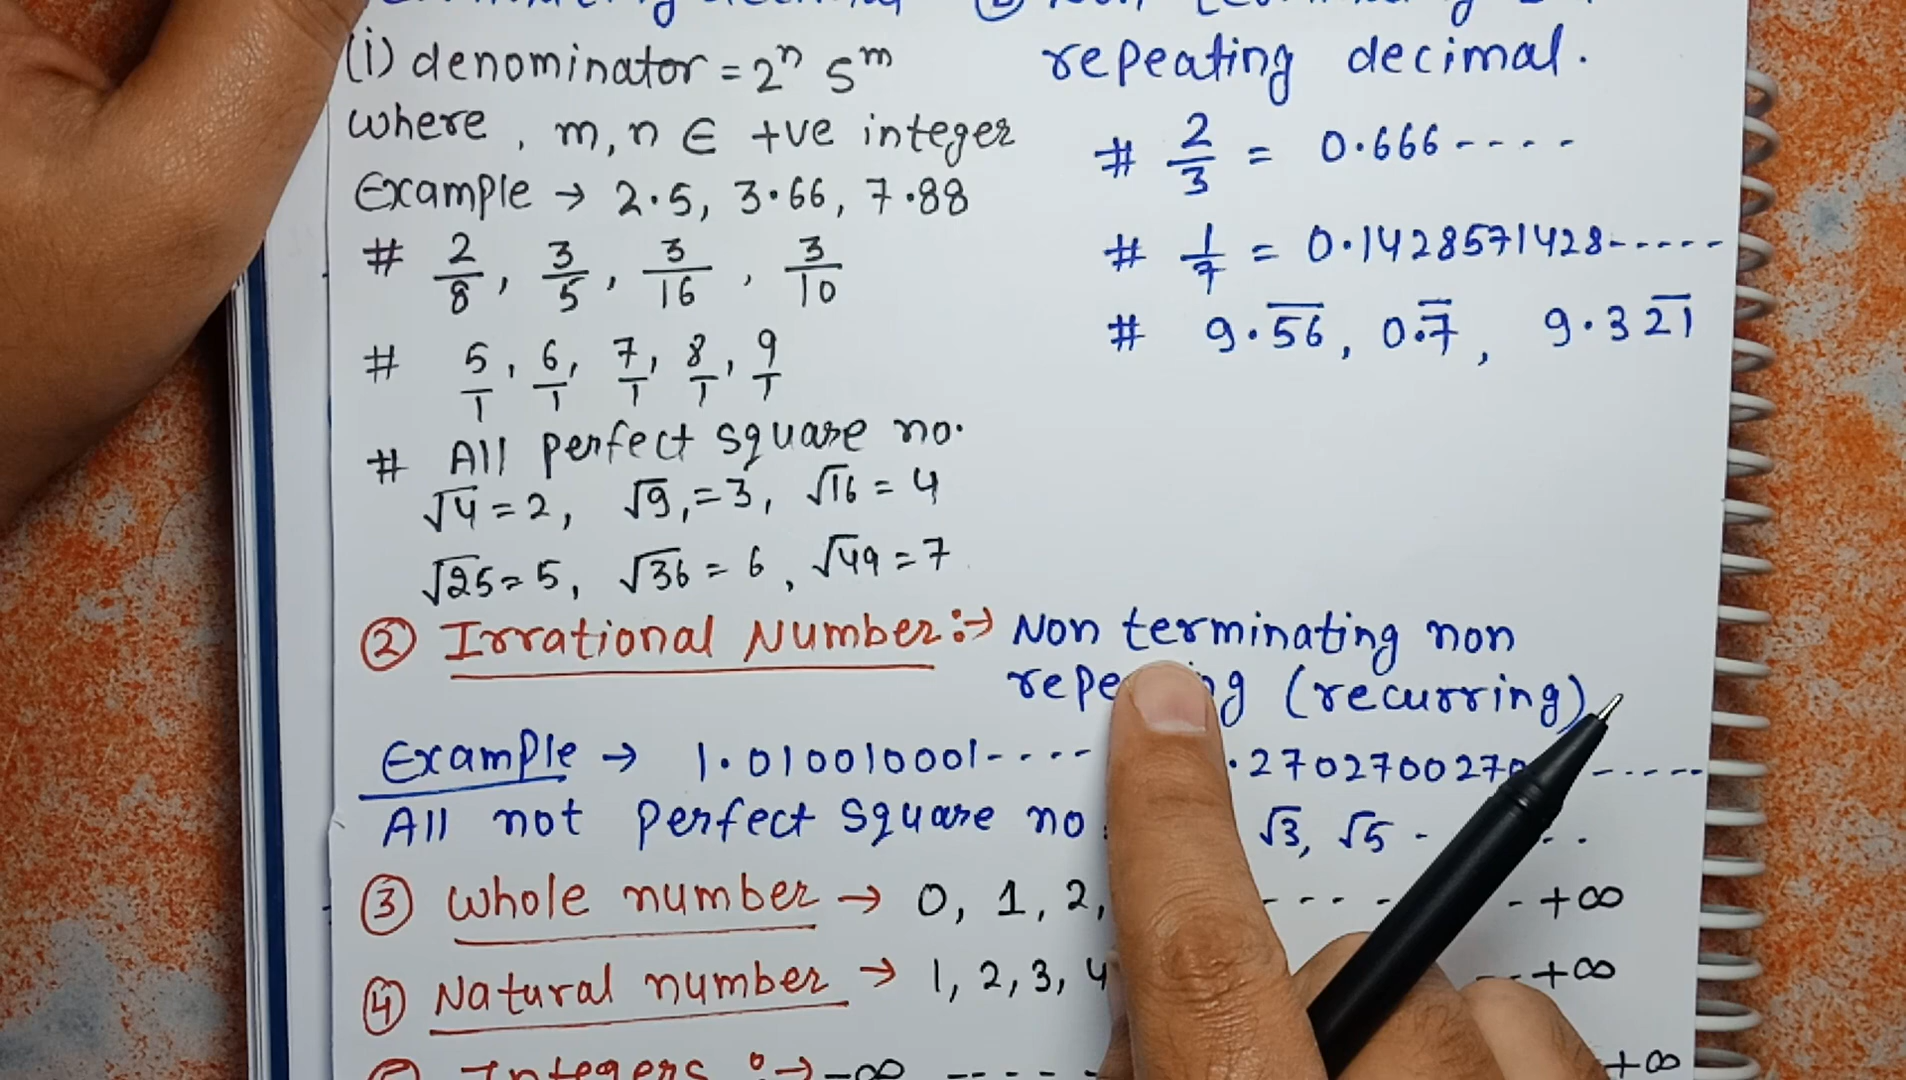 (i) denominator = 2ⁿ 5ᵐ
where, m, n ∈ +ve integer
Example → 2.5, 3.66, 7.88
# 2/8, 3/5, 3/16, 3/10
# 5/1, 6/1, 7/1, 8/1, 9/1
# All perfect square no.
√4 = 2, √9, = 3, √16 = 4
√25 = 5, √36 = 6, √49 = 7
repeating decimal.
# 2/3 = 0.666----
# 1/7 = 0.1428571428-----
# 9.5̅6̅, 0.7̅, 9.321̅
② Irrational Number :→ Non terminating non
(recurring)
Example → 1.010010001----
.2702700270 -----
All not perfect square no √3, √5 - ..
③ whole number → 0, 1, 2, ---- - +∞
④ Natural number → 1, 2, 3, 4 -- +∞
Integers :→ -∞ ---- +∞